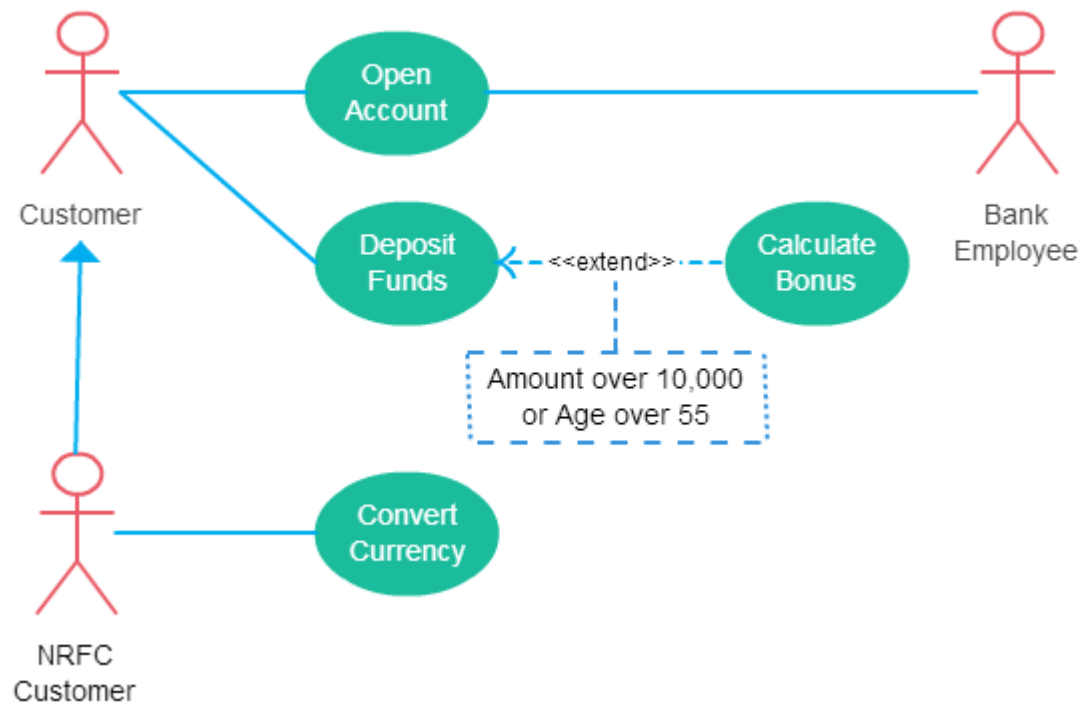 Open
Account
Customer
Bank
Employee
Deposit
Funds
<<extend>>
Calculate
Bonus
Amount over 10,000
or Age over 55
Convert
Currency
NRFC
Customer